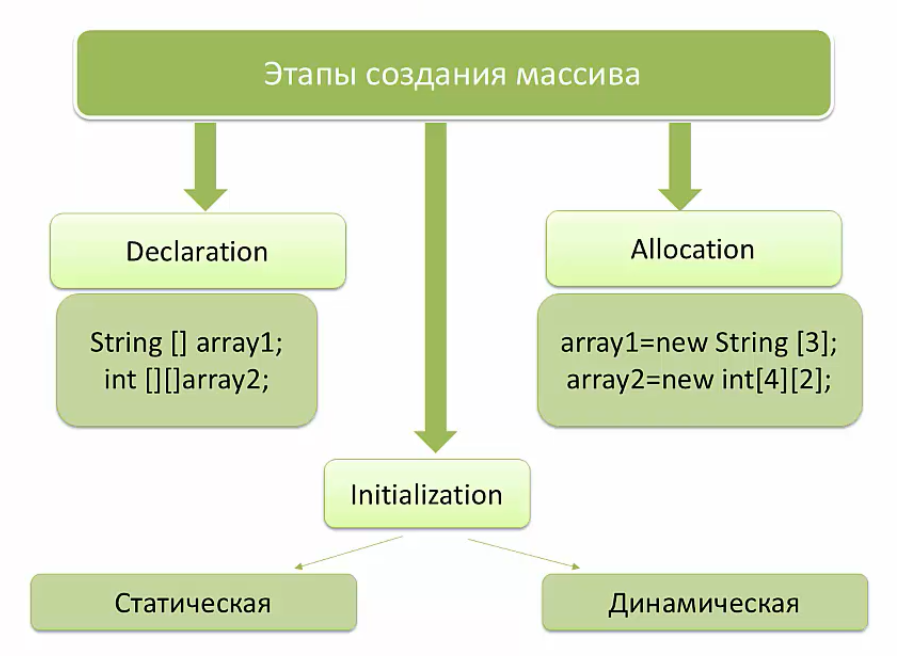 Этапы создания массива
Declaration
String [] array1;
int [][]array2;
Allocation
array1=new String [3];
array2=new int[4][2];
Initialization
Статическая
Динамическая